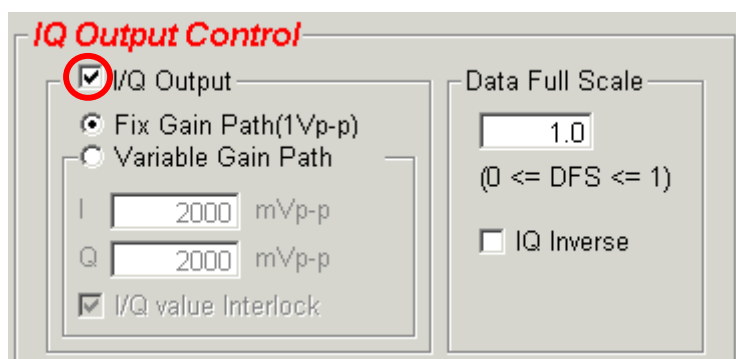 IQ Output Control
I/Q Output
Fix Gain Path(1Vp-p)
Variable Gain Path
I 2000 mVp-p
Q 2000 mVp-p
I/Q value Interlock
Data Full Scale
1.0
(0 <= DFS <= 1)
IQ Inverse